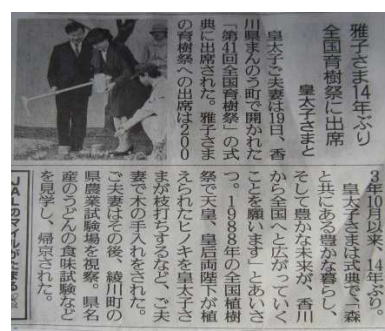 雅子さま14年ぶり
全国育樹祭に出席
皇太子さまと
皇太子ご夫妻は19日、香
川県まんのう町で開かれた
「第41回全国育樹祭」の式
典に出席された。雅子さま
の育樹祭への出席は200
3年10月以来、14年ぶり。
皇太子さまは式典で、「森
と共にある豊かな暮らし、
そして豊かな未来が、香川
から全国へと広がっていく
ことを願います」とあいさ
つ。1988年の全国植樹
祭で天皇、皇后両陛下が植
えられたヒノキを皇太子さ
まが枝打ちするなど、ご夫
妻で木の手入れをされた。
ご夫妻はその後、綾川町の
県農業試験場を視察。県名
産のうどんの食味試験など
を見学し、帰京された。
JALのマイルがたまる